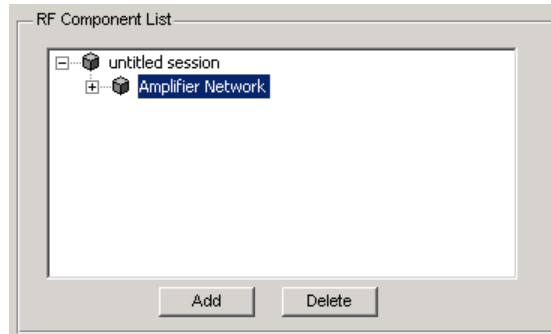 RF Component List
untitled session
Amplifier Network
Add Delete